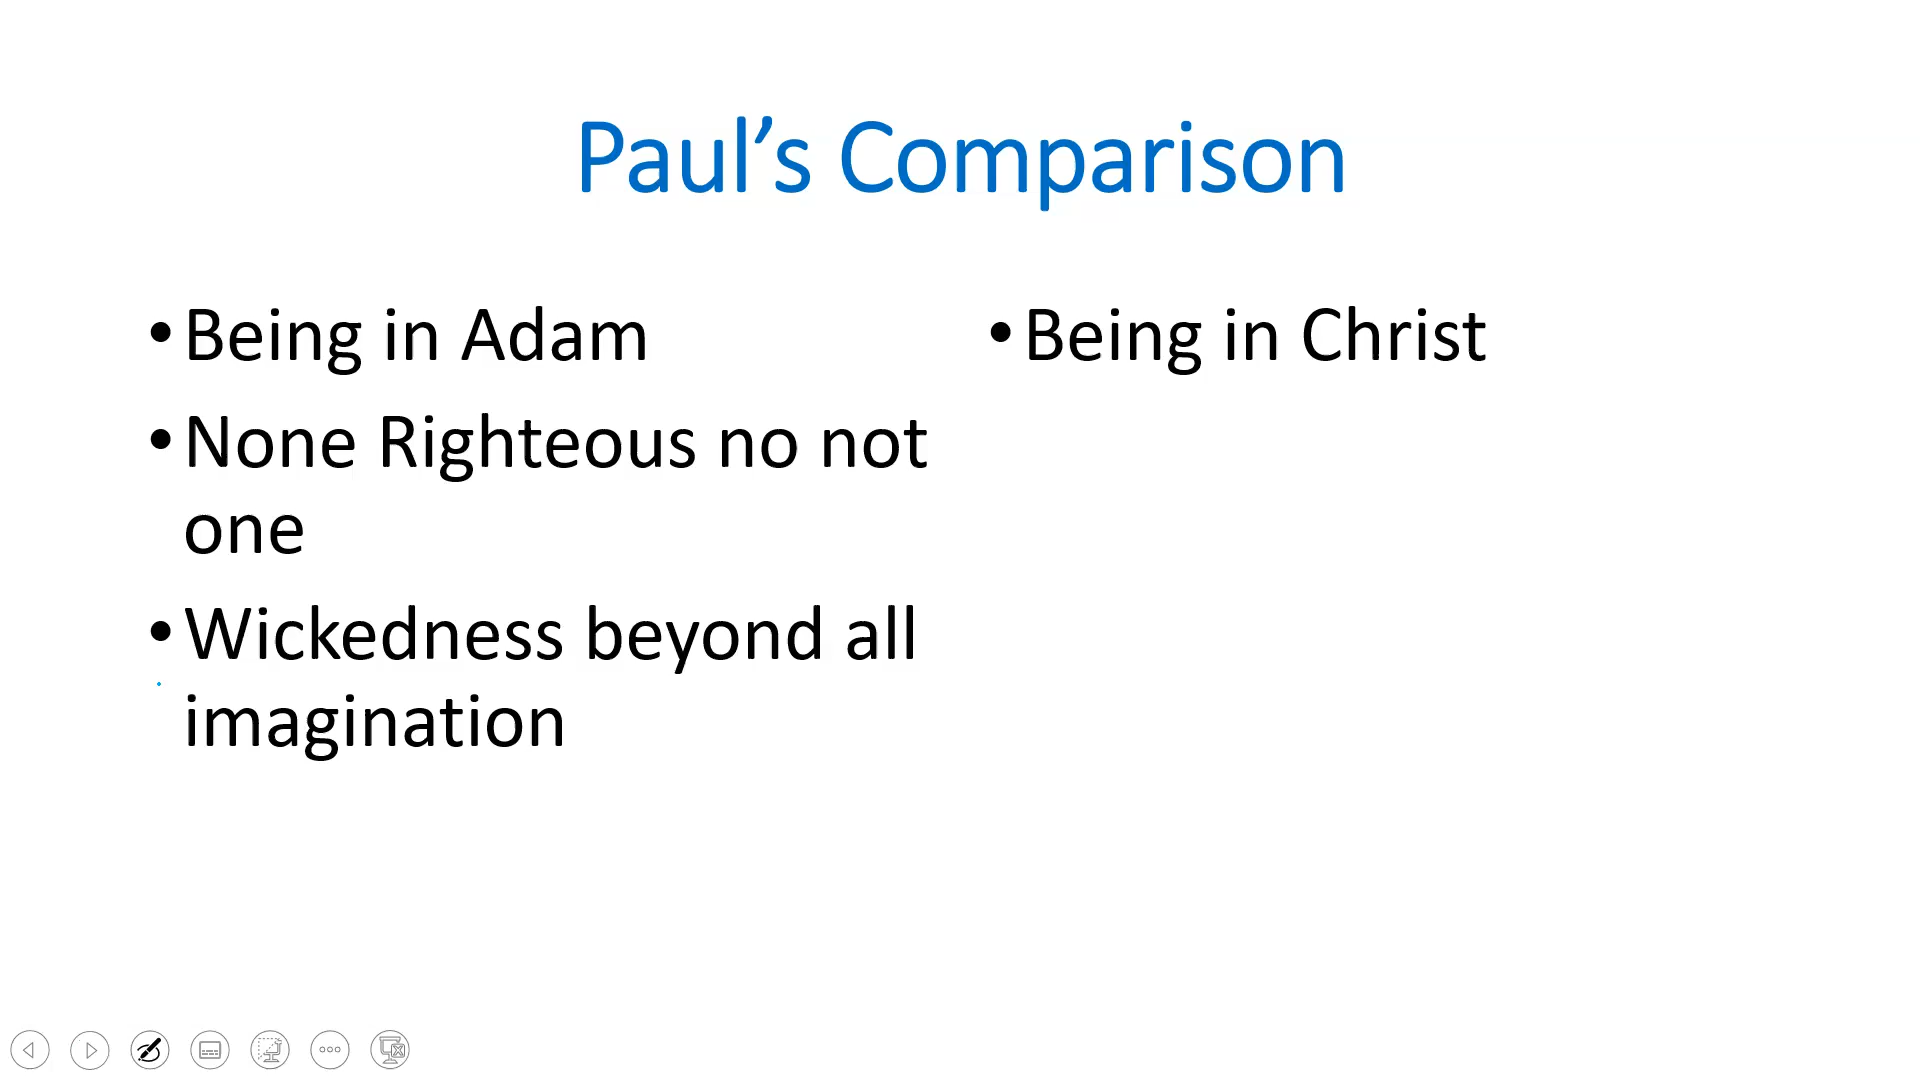 Paul’s Comparison
•Being in Adam
•None Righteous no not
one
•Wickedness beyond all
imagination
•Being in Christ